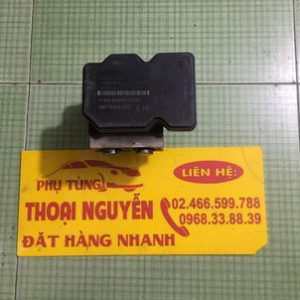 PHỤ TÙNG
THOẠI NGUYỄN
ĐẶT HÀNG NHANH
LIÊN HỆ:
02.466.599.788
0968.33.88.39